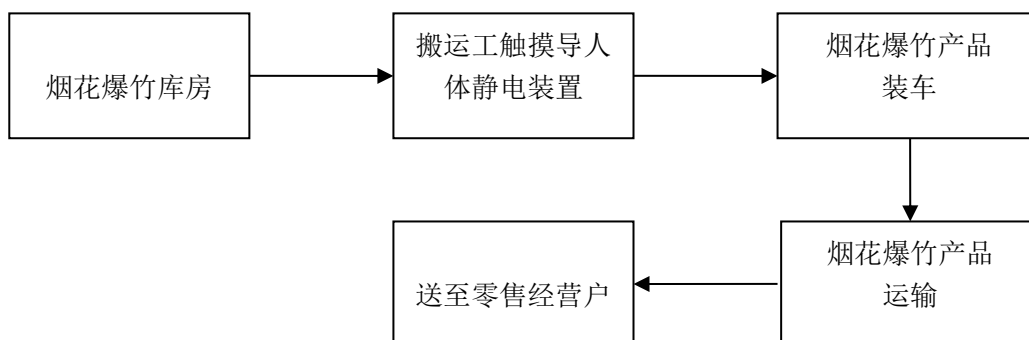 烟花爆竹库房
搬运工触摸导人
体静电装置
烟花爆竹产品
装车
烟花爆竹产品
运输
送至零售经营户